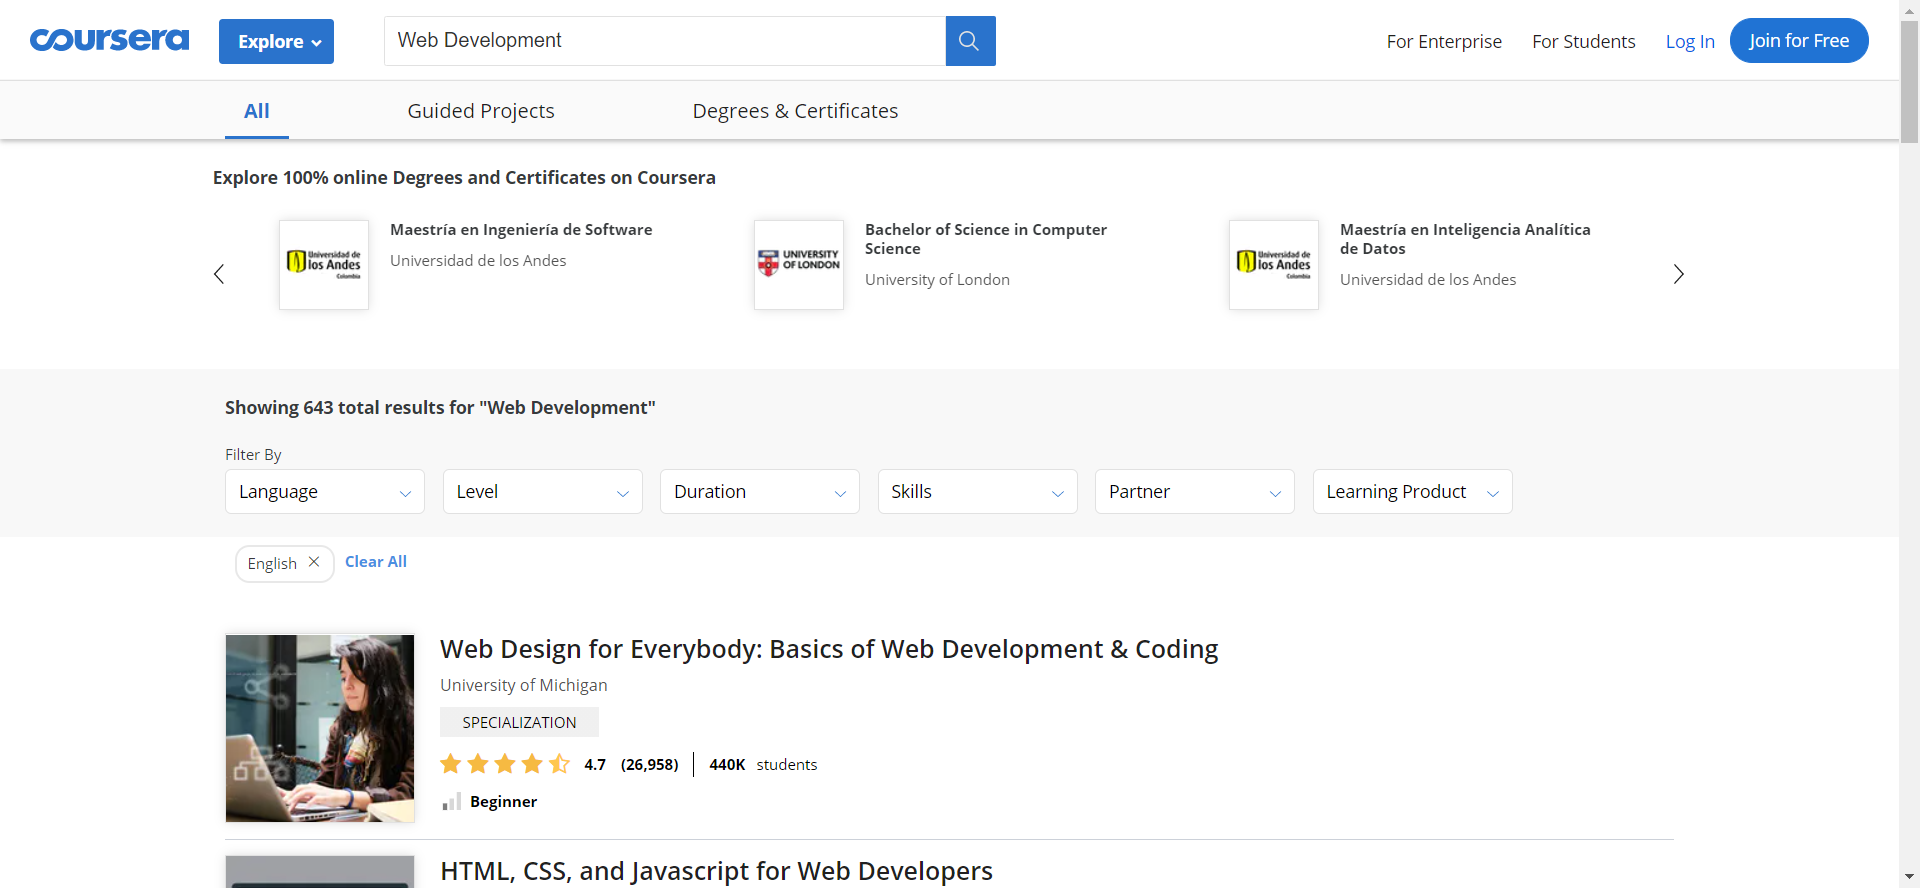 coursera
Explore
Web Development
For Enterprise
For Students
Log In
Join for Free
All
Guided Projects
Degrees & Certificates
Explore 100% online Degrees and Certificates on Coursera
Universidad de
los Andes
Colombia
Maestría en Ingeniería de Software
Universidad de los Andes
UNIVERSITY
OF LONDON
Bachelor of Science in Computer
Science
University of London
Universidad de
los Andes
Colombia
Maestría en Inteligencia Analítica
de Datos
Universidad de los Andes
Showing 643 total results for "Web Development"
Filter By
Language
Level
Duration
Skills
Partner
Learning Product
English
Clear All
Web Design for Everybody: Basics of Web Development & Coding
University of Michigan
SPECIALIZATION
4.7 (26,958) 440K students
Beginner
HTML, CSS, and Javascript for Web Developers